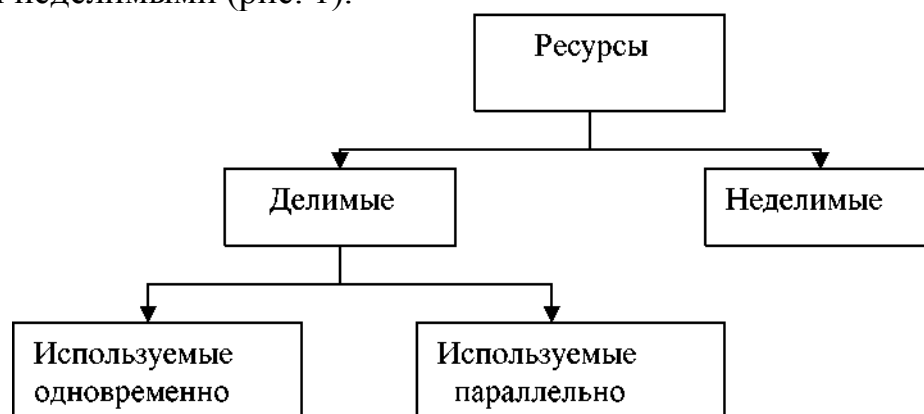 неделимыми (рис. 1).
Ресурсы
Делимые
Неделимые
Используемые
одновременно
Используемые
параллельно